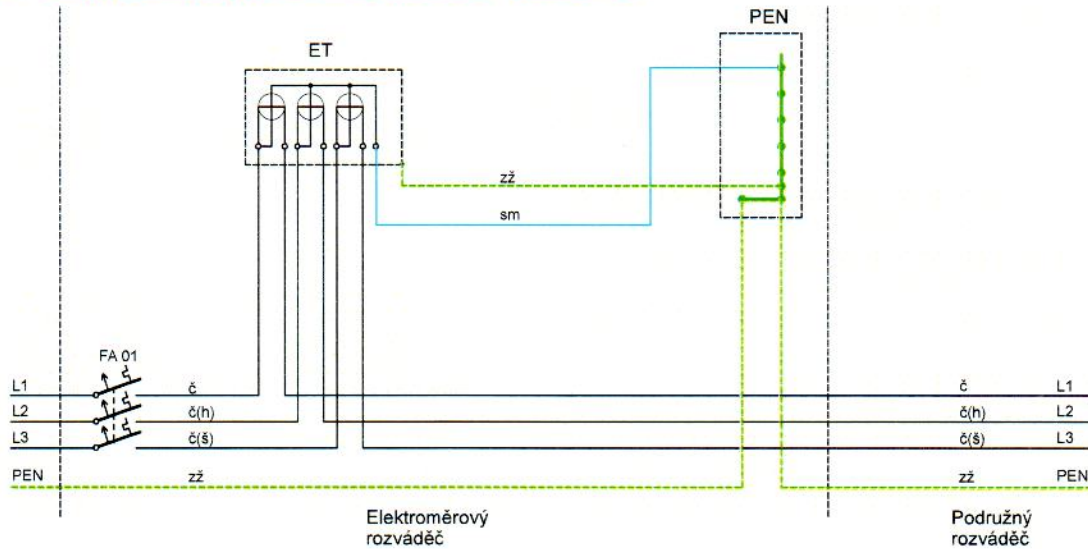 PEN
ET
zž
sm
FA 01
L1 č č L1
L2 č(h) č(h) L2
L3 č(š) č(š) L3
PEN zž zž PEN
Elektroměrový
rozváděč
Podružný
rozváděč